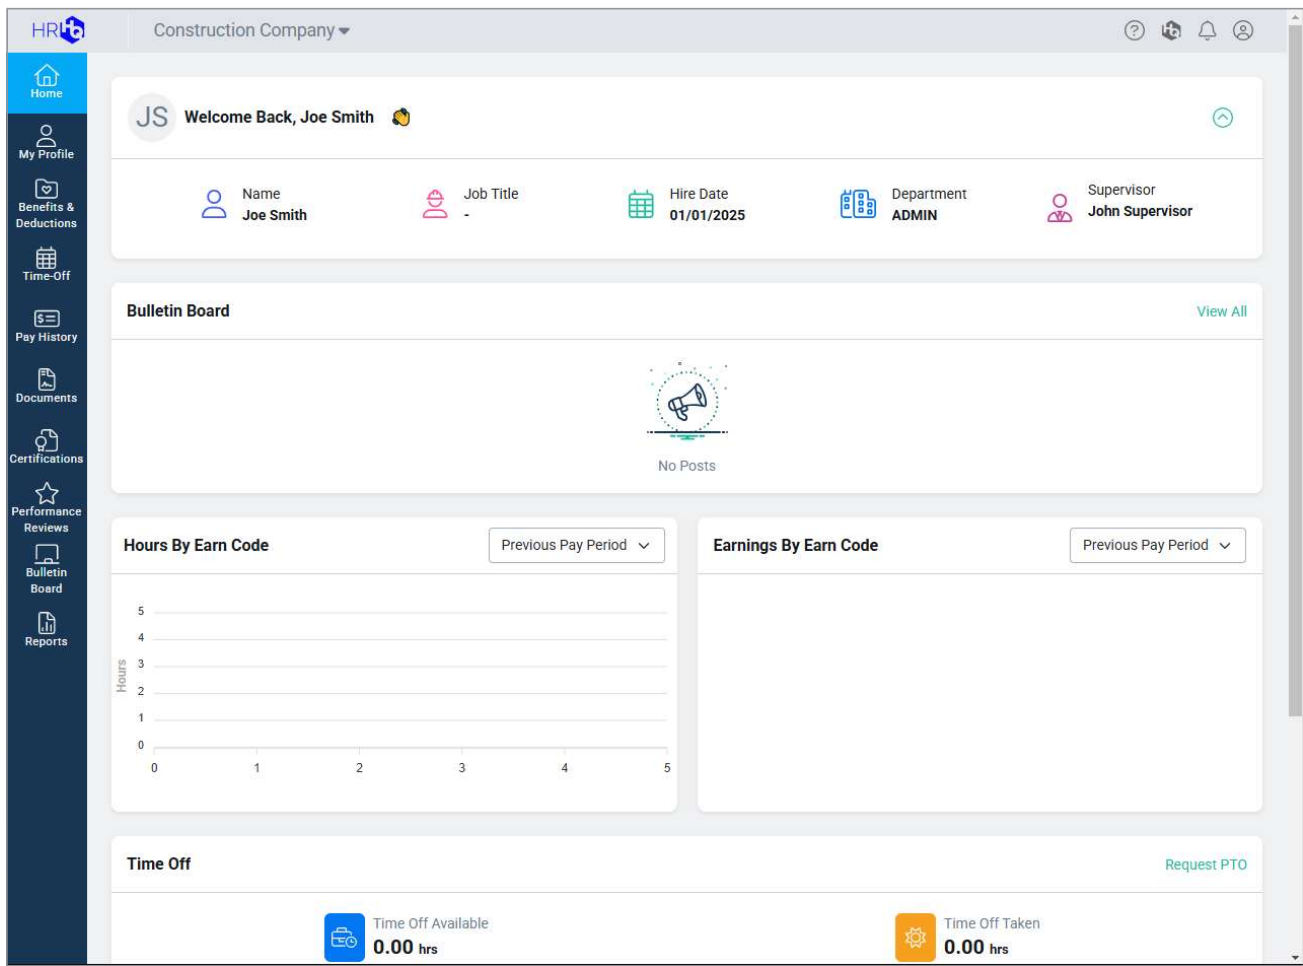 HRHQ
Construction Company
Home
My Profile
Benefits &
Deductions
Time-Off
Pay History
Documents
Certifications
Performance
Reviews
Bulletin
Board
Reports
JS
Welcome Back, Joe Smith
Name
Joe Smith
Job Title
-
Hire Date
01/01/2025
Department
ADMIN
Supervisor
John Supervisor
Bulletin Board
View All
No Posts
Hours By Earn Code
Previous Pay Period
Hours
5
4
3
2
1
0
0 1 2 3 4 5
Earnings By Earn Code
Previous Pay Period
Time Off
Request PTO
Time Off Available
0.00 hrs
Time Off Taken
0.00 hrs